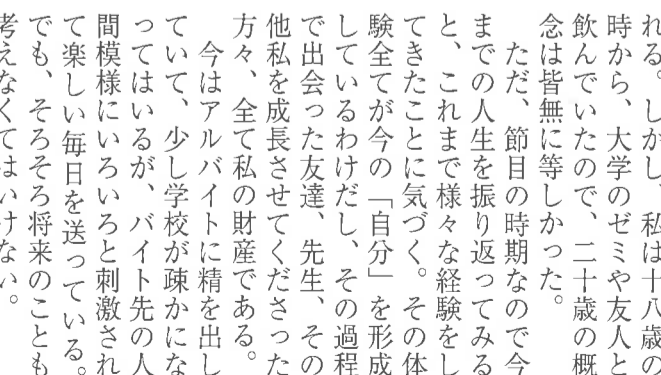 れる。しかし、私は十八歳の
時から、大学のゼミや友人と
飲んでいたので、二十歳の概
念は皆無に等しかった。
ただ、節目の時期なので今
までの人生を振り返ってみる
と、これまで様々な経験をし
てきたことに気づく。その体
験全てが今の「自分」を形成
しているわけだし、その過程
で出会った友達、先生、その
他私を成長させてくださった
方々、全て私の財産である。
今はアルバイトに精を出し
ていて、少し学校が疎かにな
ってはいるが、バイト先の人
間模様にいろいろと刺激され
て楽しい毎日を送っている。
でも、そろそろ将来のことも
考えなくてはいけない。